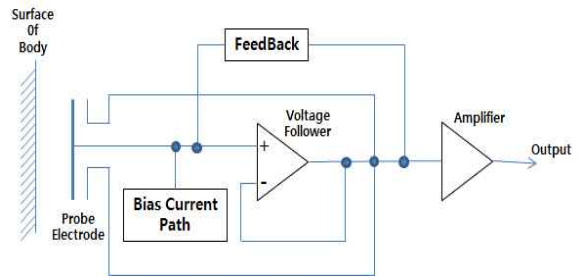 Surface
Of
Body
FeedBack
Voltage
Follower
Amplifier
+
-
Output
Bias Current
Path
Probe
Electrode